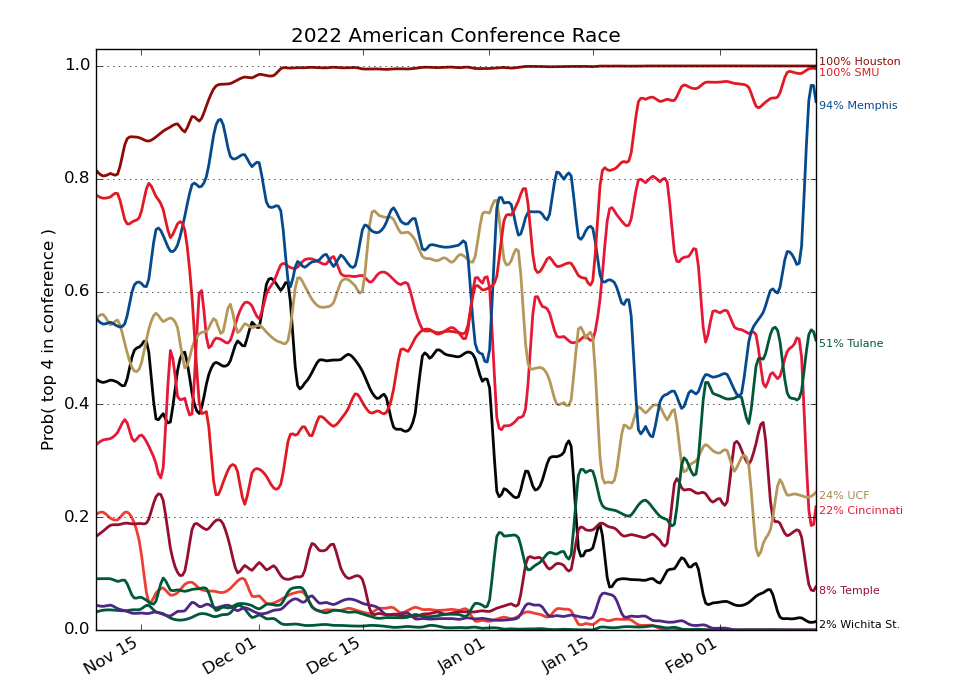 2022 American Conference Race
Prob( top 4 in conference )
1.0
0.8
0.6
0.4
0.2
0.0
Nov 15
Dec 01
Dec 15
Jan 01
Jan 15
Feb 01
100% Houston
100% SMU
94% Memphis
51% Tulane
24% UCF
22% Cincinnati
8% Temple
2% Wichita St.